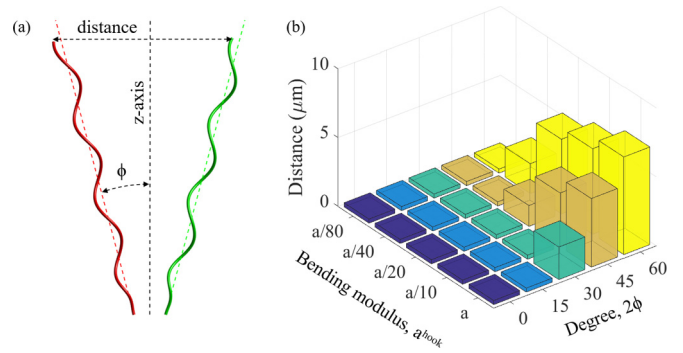 (a)
distance
z-axis
ϕ
(b)
Distance (μm)
10
5
0
a/80
a/40
a/20
a/10
a
Bending modulus, a^hook
0
15
30
45
60
Degree, 2ϕ